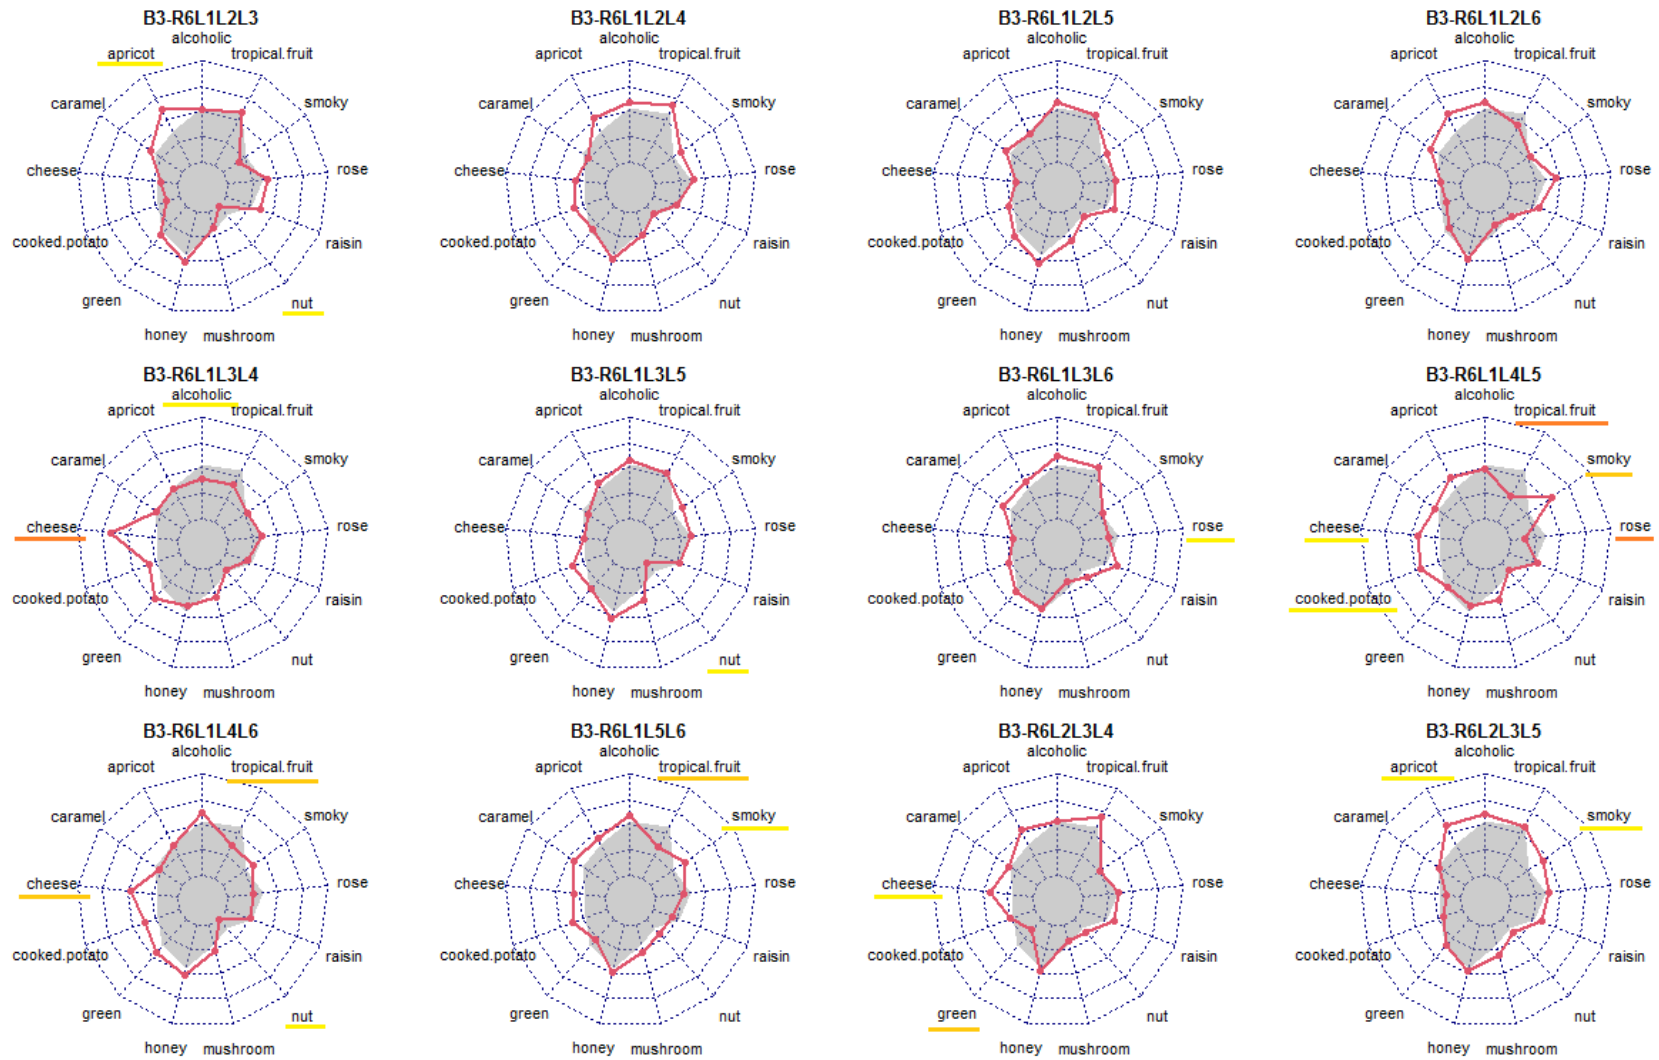 B3-R6L1L2L3
alcoholic
apricot tropical.fruit
caramel smoky
cheese rose
cooked.potato raisin
green nut
honey mushroom
B3-R6L1L2L4
alcoholic
apricot tropical.fruit
caramel smoky
cheese rose
cooked.potato raisin
green nut
honey mushroom
B3-R6L1L2L5
alcoholic
apricot tropical.fruit
caramel smoky
cheese rose
cooked.potato raisin
green nut
honey mushroom
B3-R6L1L2L6
alcoholic
apricot tropical.fruit
caramel smoky
cheese rose
cooked.potato raisin
green nut
honey mushroom
B3-R6L1L3L4
alcoholic
apricot tropical.fruit
caramel smoky
cheese rose
cooked.potato raisin
green nut
honey mushroom
B3-R6L1L3L5
alcoholic
apricot tropical.fruit
caramel smoky
cheese rose
cooked.potato raisin
green nut
honey mushroom
B3-R6L1L3L6
alcoholic
apricot tropical.fruit
caramel smoky
cheese rose
cooked.potato raisin
green nut
honey mushroom
B3-R6L1L4L5
alcoholic
apricot tropical.fruit
caramel smoky
cheese rose
cooked.potato raisin
green nut
honey mushroom
B3-R6L1L4L6
alcoholic
apricot tropical.fruit
caramel smoky
cheese rose
cooked.potato raisin
green nut
honey mushroom
B3-R6L1L5L6
alcoholic
apricot tropical.fruit
caramel smoky
cheese rose
cooked.potato raisin
green nut
honey mushroom
B3-R6L2L3L4
alcoholic
apricot tropical.fruit
caramel smoky
cheese rose
cooked.potato raisin
green nut
honey mushroom
B3-R6L2L3L5
alcoholic
apricot tropical.fruit
caramel smoky
cheese rose
cooked.potato raisin
green nut
honey mushroom